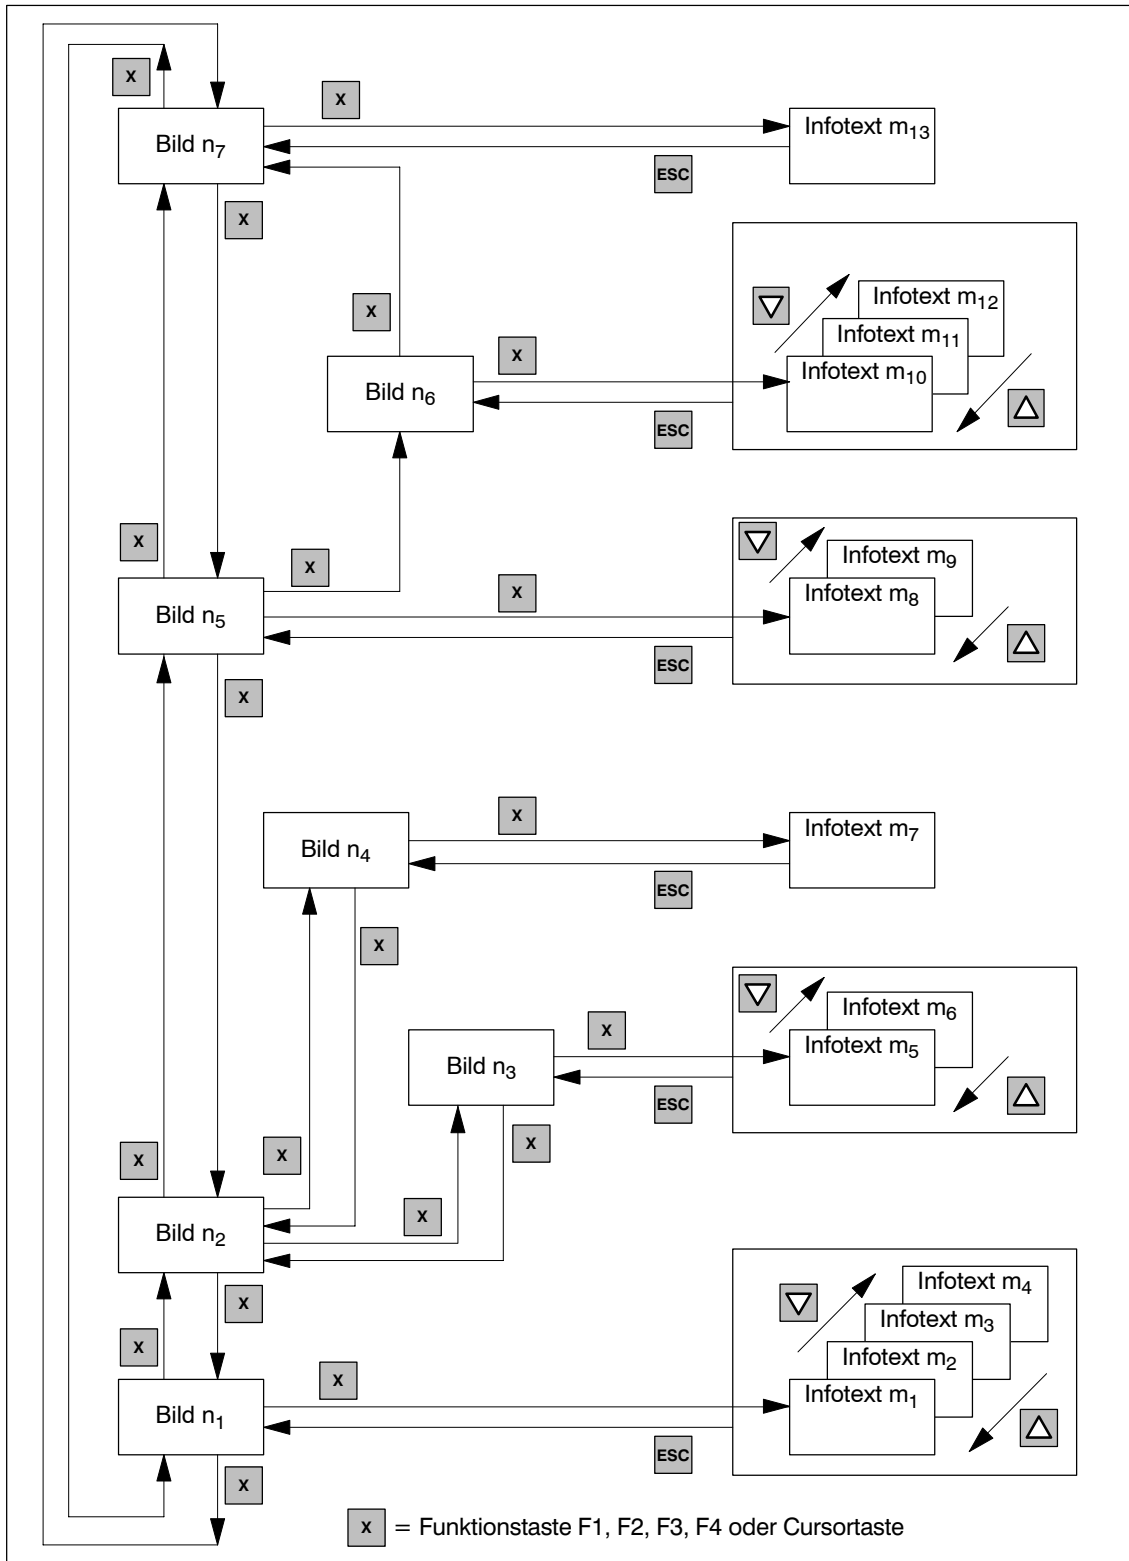 X
X
Bild n7
Infotext m13
ESC
X
X
Infotext m12
Infotext m11
X
Infotext m10
Bild n6
ESC
X
X
X
Infotext m9
Infotext m8
Bild n5
ESC
X
X
Infotext m7
Bild n4
ESC
X
Infotext m6
X
Infotext m5
Bild n3
ESC
X
X
X
X
Bild n2
Infotext m4
X
Infotext m3
X
Infotext m2
X
Infotext m1
Bild n1
ESC
X
X = Funktionstaste F1, F2, F3, F4 oder Cursortaste